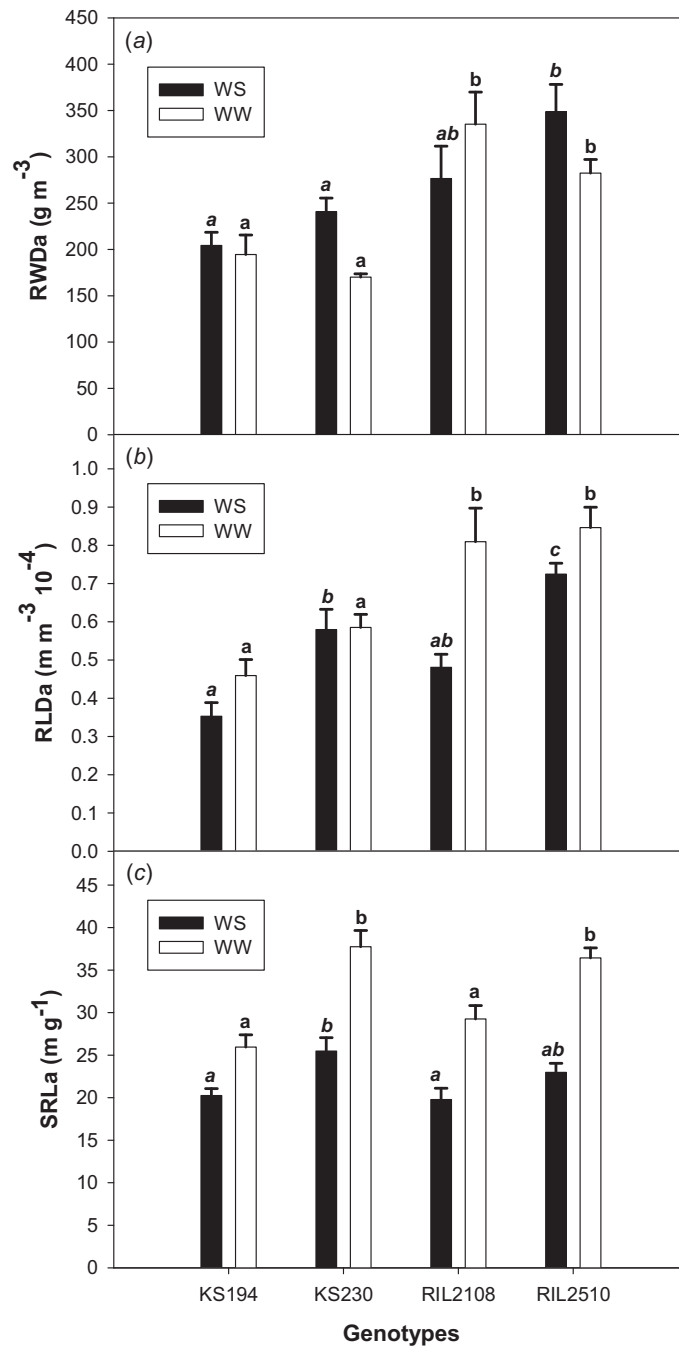 (a)
WS
WW
450
400
350
300
250
200
150
100
50
0
RWDa (g m⁻³)
a a a a ab b b b
(b)
WS
WW
1.0
0.9
0.8
0.7
0.6
0.5
0.4
0.3
0.2
0.1
0.0
RLDa (m m⁻³ 10⁻⁴)
a a b a ab b c b
(c)
WS
WW
45
40
35
30
25
20
15
10
5
0
SRLa (m g⁻¹)
a a b b a a ab b
KS194 KS230 RIL2108 RIL2510
Genotypes